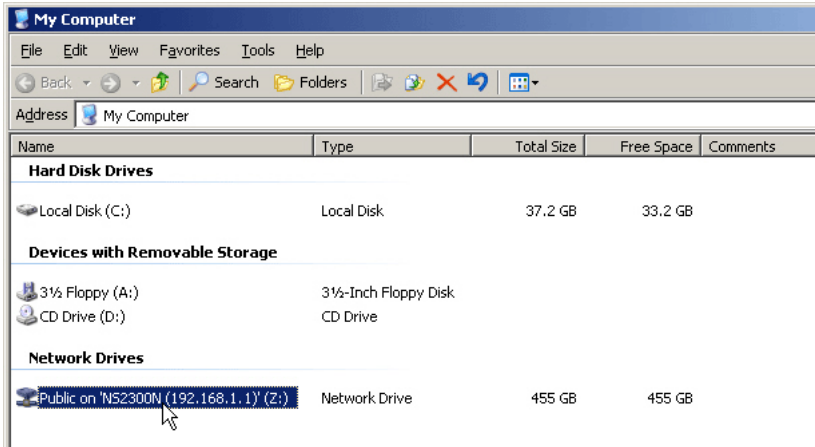 My Computer
File Edit View Favorites Tools Help
Back Search Folders
Address My Computer
Name Type Total Size Free Space Comments
Hard Disk Drives
Local Disk (C:) Local Disk 37.2 GB 33.2 GB
Devices with Removable Storage
3½ Floppy (A:) 3½-Inch Floppy Disk
CD Drive (D:) CD Drive
Network Drives
Public on 'NS2300N (192.168.1.1)' (Z:) Network Drive 455 GB 455 GB